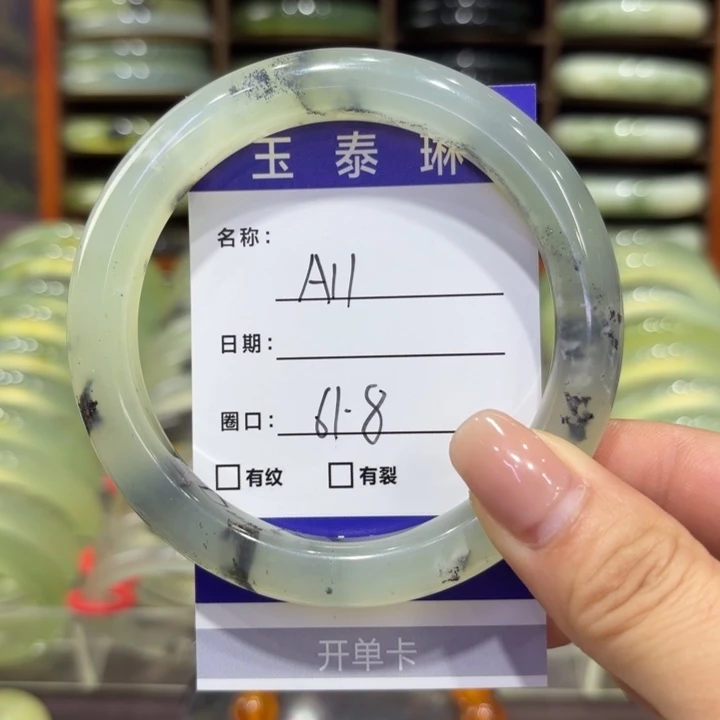 玉泰琳
名称: A11
日期:
圈口: 61.8
□有纹 □有裂
开单卡